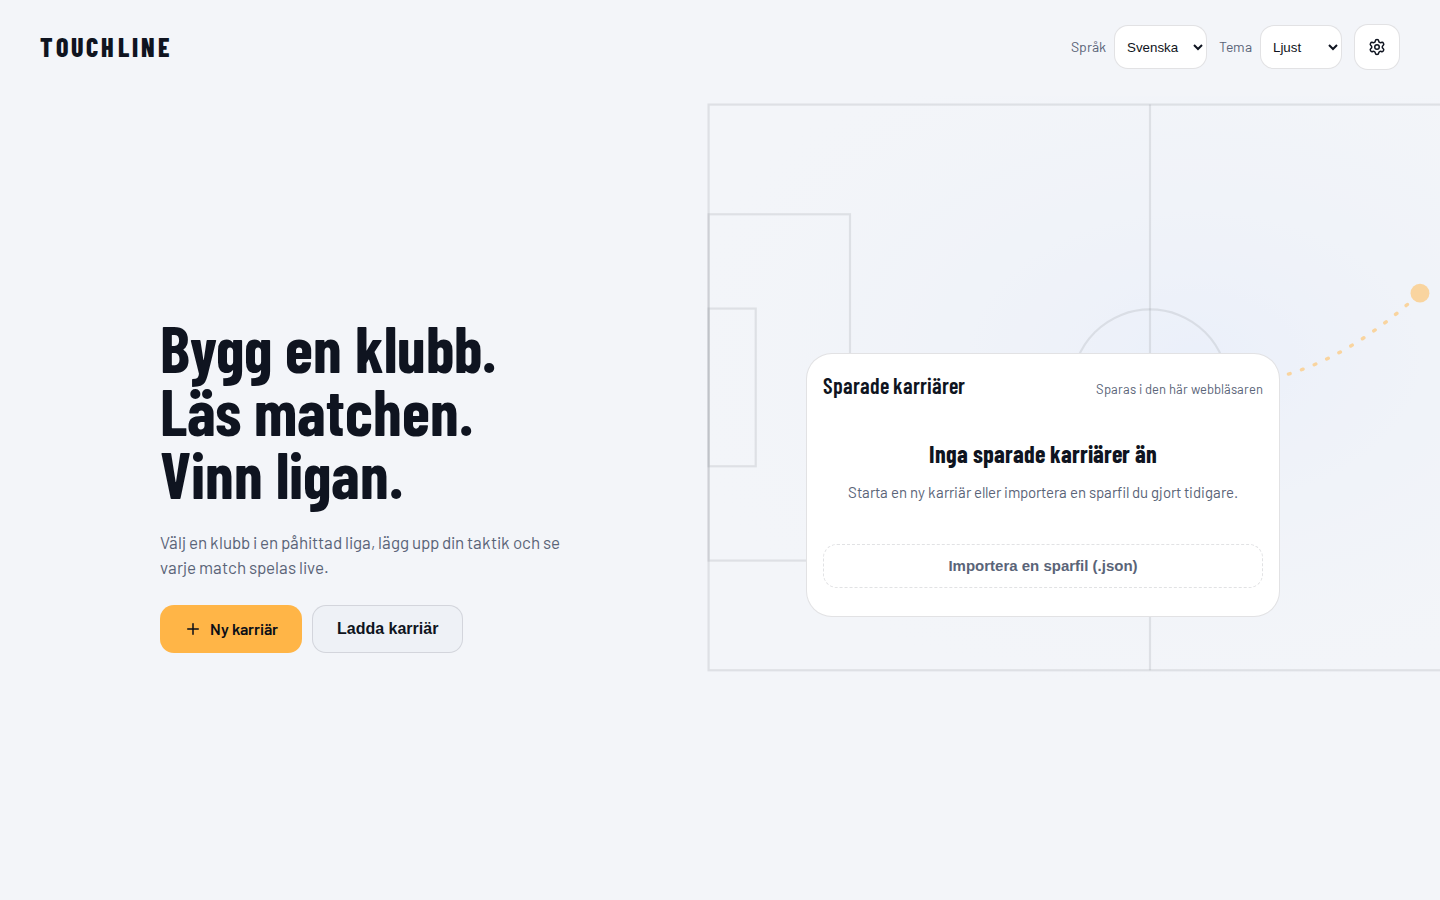 TOUCHLINE
Språk
Svenska
Tema
Ljust
Bygg en klubb.
Läs matchen.
Vinn ligan.
Välj en klubb i en påhittad liga, lägg upp din taktik och se
varje match spelas live.
Ny karriär
Ladda karriär
Sparade karriärer
Sparas i den här webbläsaren
Inga sparade karriärer än
Starta en ny karriär eller importera en sparfil du gjort tidigare.
Importera en sparfil (.json)